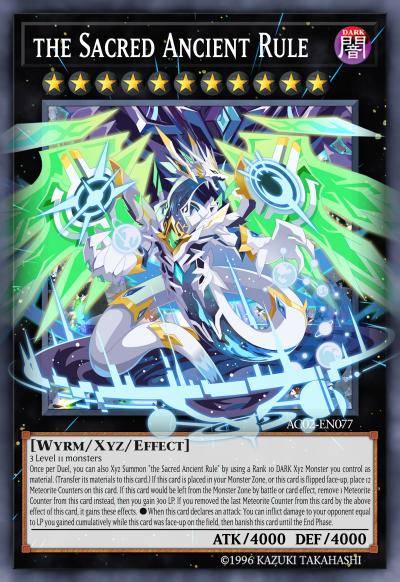 the Sacred Ancient Rule
DARK
闇
AC02-EN077
[Wyrm/Xyz/Effect]
3 Level 11 monsters
Once per Duel, you can also Xyz Summon "the Sacred Ancient Rule" by using a Rank 10 DARK Xyz Monster you control as
material. (Transfer its materials to this card.) If this card is placed in your Monster Zone, or this card is flipped face-up, place 12
Meteorite Counters on this card. If this card would be left from the Monster Zone by battle or card effect, remove 1 Meteorite
Counter from this card instead, then you gain 300 LP. If you removed the last Meteorite Counter from this card by the above
effect of this card, it gains these effects. ●When this card declares an attack: You can inflict damage to your opponent equal
to LP you gained cumulatively while this card was face-up on the field, then banish this card until the End Phase.
ATK/4000 DEF/4000
©1996 KAZUKI TAKAHASHI